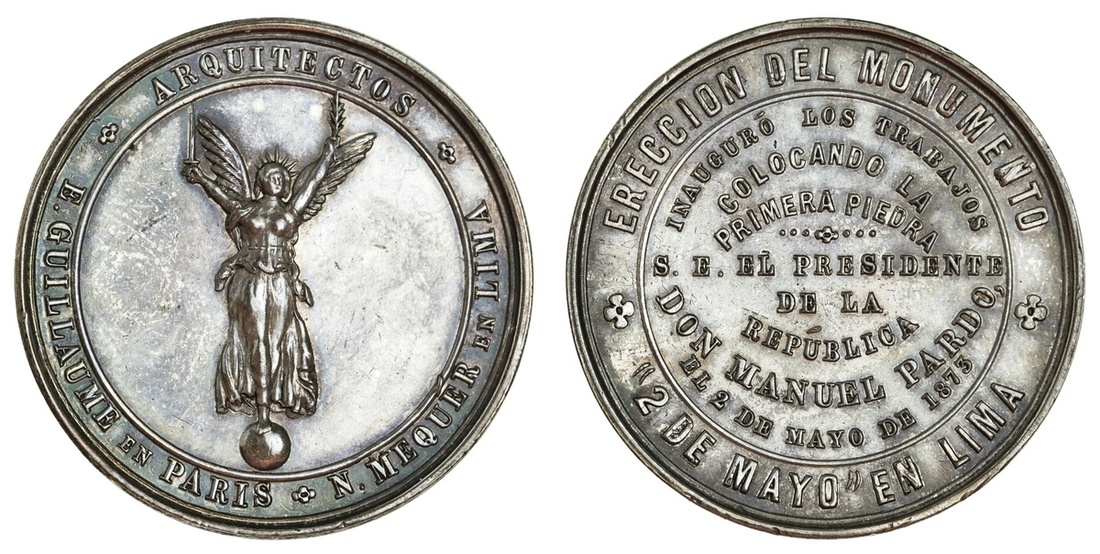 ARQUITECTOS
E. GUILLAUME EN PARIS
N. MEQUÉR EN LIMA
ERECCION DEL MONUMENTO
"2 DE MAYO" EN LIMA
INAUGURÓ LOS TRABAJOS
COLOCANDO LA
PRIMERA PIEDRA
S. E. EL PRESIDENTE
DE LA
REPÚBLICA
DON MANUEL PARDO,
EL 2 DE MAYO DE 1873